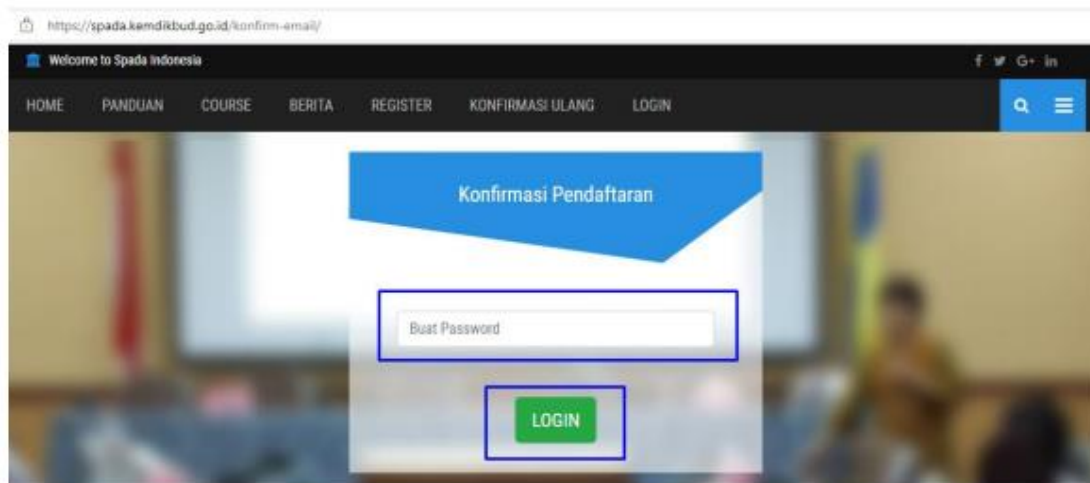 https://spada.kemdikbud.go.id/konfirm-email/
Welcome to Spada Indonesia f G+ in
HOME PANDUAN COURSE BERITA REGISTER KONFIRMASI ULANG LOGIN
Konfirmasi Pendaftaran
Buat Password
LOGIN